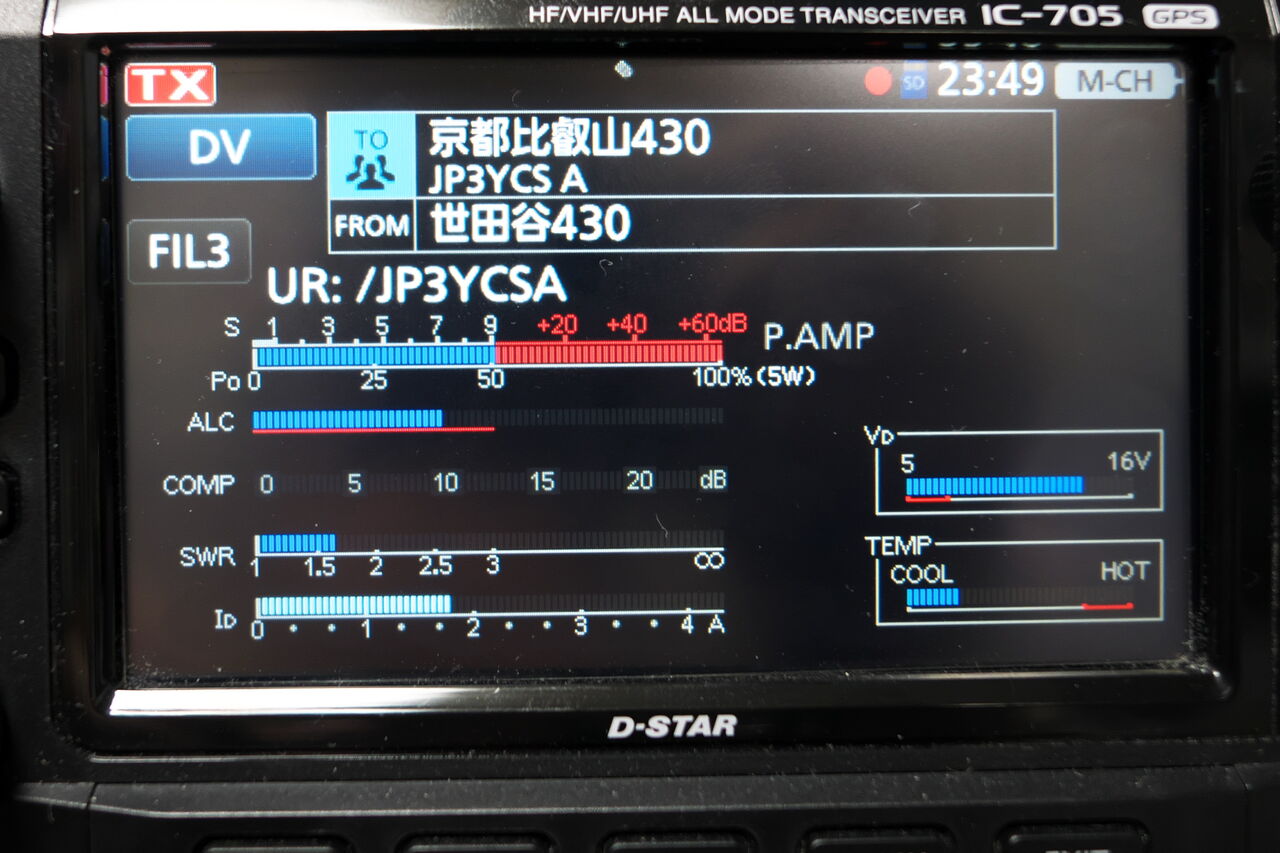 HF/VHF/UHF ALL MODE TRANSCEIVER IC-705 GPS
TX SD 23:49 M-CH
DV
TO 京都比叡山430
JP3YCS A
FROM 世田谷430
FIL3
UR: /JP3YCSA
S 1 3 5 7 9 +20 +40 +60dB P.AMP
Po 0 25 50 100% (5W)
ALC
COMP 0 5 10 15 20 dB
SWR 1 1.5 2 2.5 3 ∞
ID 0 1 2 3 4 A
VD
5 16V
TEMP
COOL HOT
D-STAR